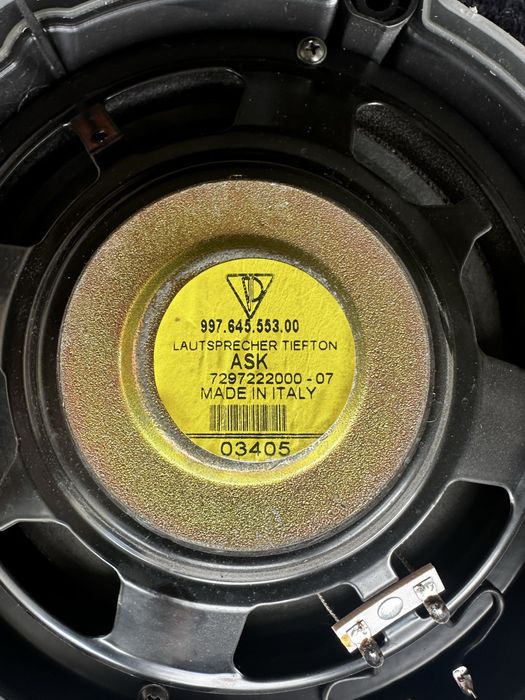 997.645.553.00
LAUTSPRECHER TIEFTON
ASK
7297222000-07
MADE IN ITALY
03405